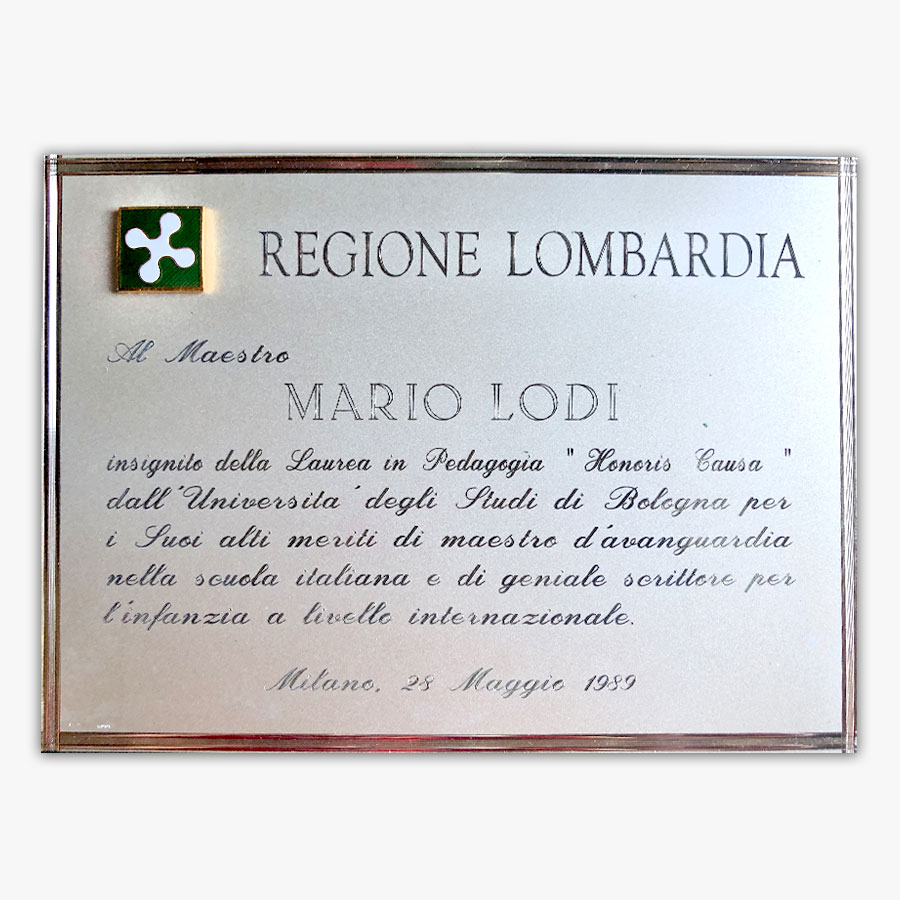 REGIONE LOMBARDIA
Al Maestro
MARIO LODI
insignito della Laurea in Pedagogia " Honoris Causa "
dall'Universita' degli Studi di Bologna per
i Suoi alti meriti di maestro d'avanguardia
nella scuola italiana e di geniale scrittore per
l'infanzia a livello internazionale.
Milano, 28 Maggio 1989